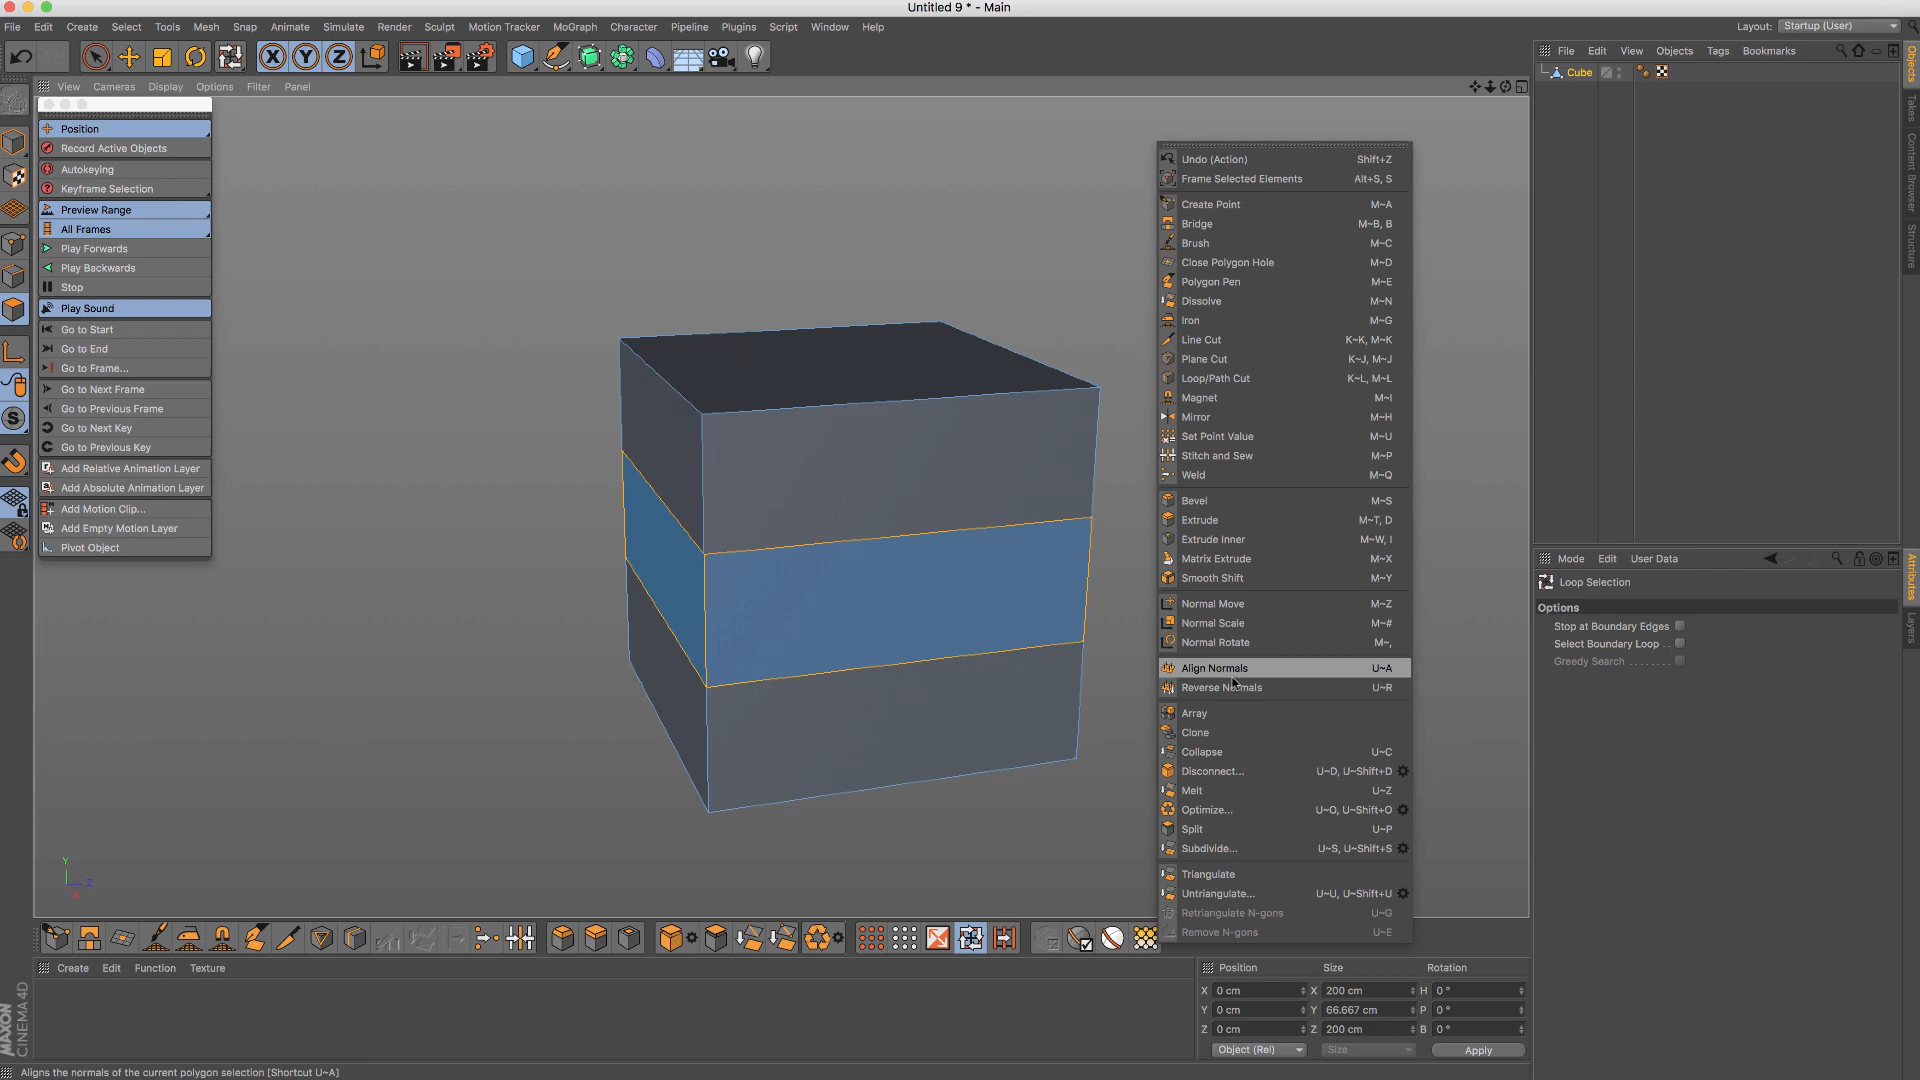 Untitled 9 * - Main
File Edit Create Select Tools Mesh Snap Animate Simulate Render Sculpt Motion Tracker MoGraph Character Pipeline Plugins Script Window Help
Layout: Startup (User)
View Cameras Display Options Filter Panel
File Edit View Objects Tags Bookmarks
Cube
Objects
Takes
Content Browser
Structure
Position
Record Active Objects
Autokeying
Keyframe Selection
Preview Range
All Frames
Play Forwards
Play Backwards
Stop
Play Sound
Go to Start
Go to End
Go to Frame...
Go to Next Frame
Go to Previous Frame
Go to Next Key
Go to Previous Key
Add Relative Animation Layer
Add Absolute Animation Layer
Add Motion Clip...
Add Empty Motion Layer
Pivot Object
Undo (Action) Shift+Z
Frame Selected Elements Alt+S, S
Create Point M~A
Bridge M~B, B
Brush M~C
Close Polygon Hole M~D
Polygon Pen M~E
Dissolve M~N
Iron M~G
Line Cut K~K, M~K
Plane Cut K~J, M~J
Loop/Path Cut K~L, M~L
Magnet M~I
Mirror M~H
Set Point Value M~U
Stitch and Sew M~P
Weld M~Q
Bevel M~S
Extrude M~T, D
Extrude Inner M~W, I
Matrix Extrude M~X
Smooth Shift M~Y
Normal Move M~Z
Normal Scale M~#
Normal Rotate M~,
Align Normals U~A
Reverse Normals U~R
Array
Clone
Collapse U~C
Disconnect... U~D, U~Shift+D
Melt U~Z
Optimize... U~O, U~Shift+O
Split U~P
Subdivide... U~S, U~Shift+S
Triangulate
Untriangulate... U~U, U~Shift+U
Retriangulate N-gons U~G
Remove N-gons U~E
Mode Edit User Data
Loop Selection
Options
Stop at Boundary Edges
Select Boundary Loop . .
Greedy Search . . . . . . .
Attributes
Layers
Y
Z
X
Create Edit Function Texture
Position Size Rotation
X 0 cm X 200 cm H 0 °
Y 0 cm Y 66.667 cm P 0 °
Z 0 cm Z 200 cm B 0 °
Object (Rel) Size Apply
MAXON
CINEMA 4D
Aligns the normals of the current polygon selection [Shortcut U~A]